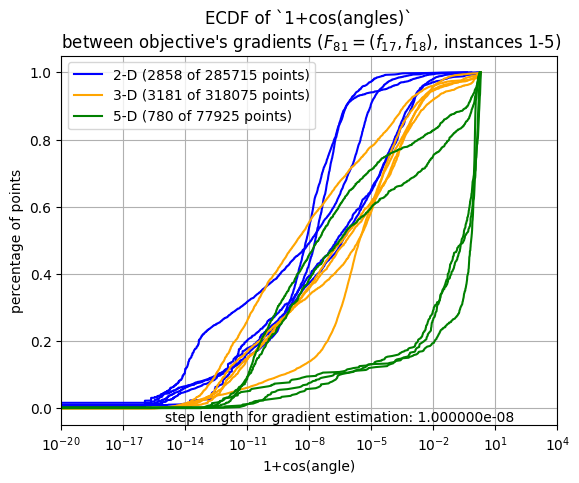 ECDF of `1+cos(angles)`
between objective's gradients (F₈₁ = (f₁₇, f₁₈), instances 1-5)
2-D (2858 of 285715 points)
3-D (3181 of 318075 points)
5-D (780 of 77925 points)
percentage of points
1.0
0.8
0.6
0.4
0.2
0.0
step length for gradient estimation: 1.000000e-08
10⁻²⁰ 10⁻¹⁷ 10⁻¹⁴ 10⁻¹¹ 10⁻⁸ 10⁻⁵ 10⁻² 10¹ 10⁴
1+cos(angle)